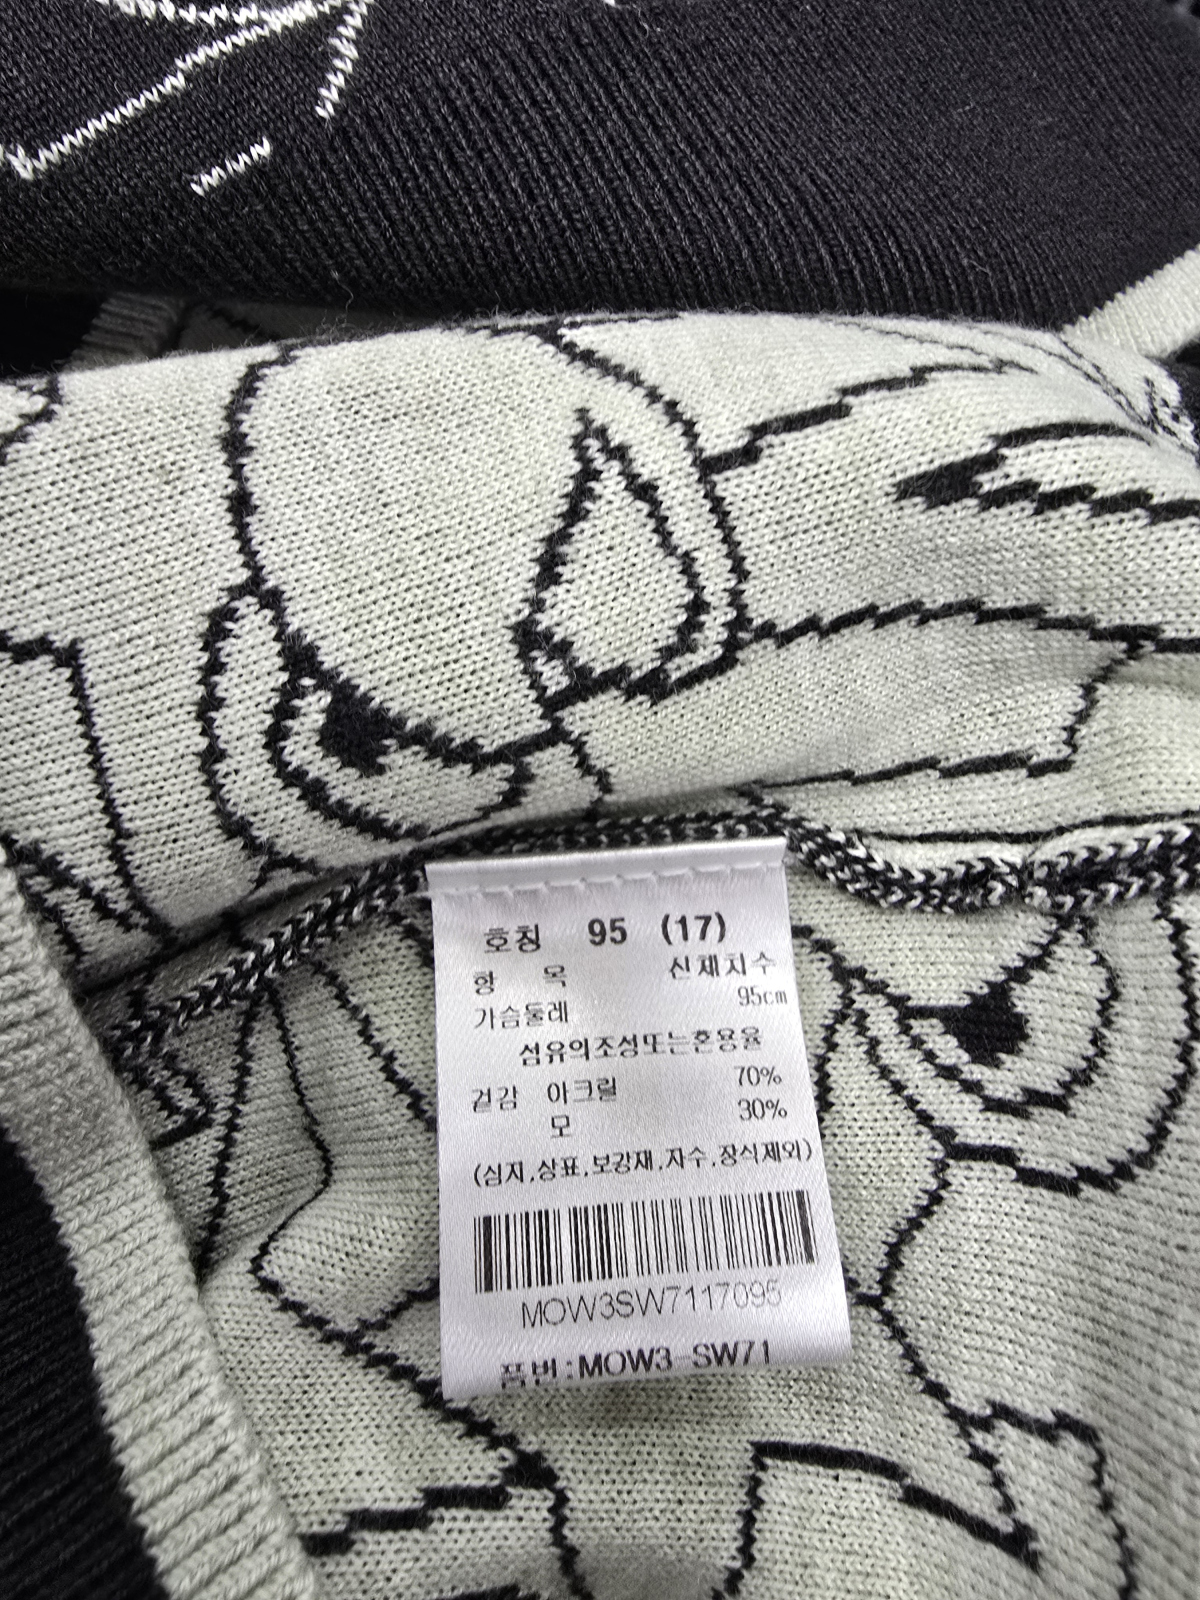 호칭 95 (17)
항 목 신체치수
가슴둘레 95cm
섬유의조성또는혼용율
겉감 아크릴 70%
모 30%
(심지,상표,보강재,자수,장식제외)
MOW3SW7117095
품번:MOW3-SW71